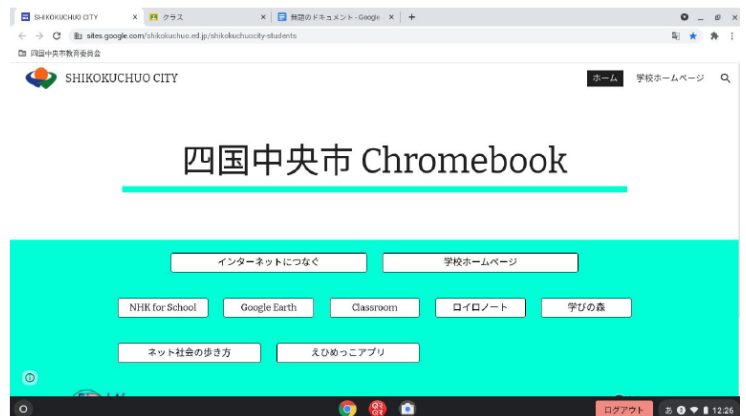 SHIKOKUCHUO CITY
クラス
無題のドキュメント - Google
sites.google.com/shikokuchuo.ed.jp/shikokuchuocity-students
四国中央市教育委員会
SHIKOKUCHUO CITY
ホーム 学校ホームページ
四国中央市 Chromebook
インターネットにつなぐ 学校ホームページ
NHK for School Google Earth Classroom ロイロノート 学びの森
ネット社会の歩き方 えひめっこアプリ
ログアウト あ 12:26